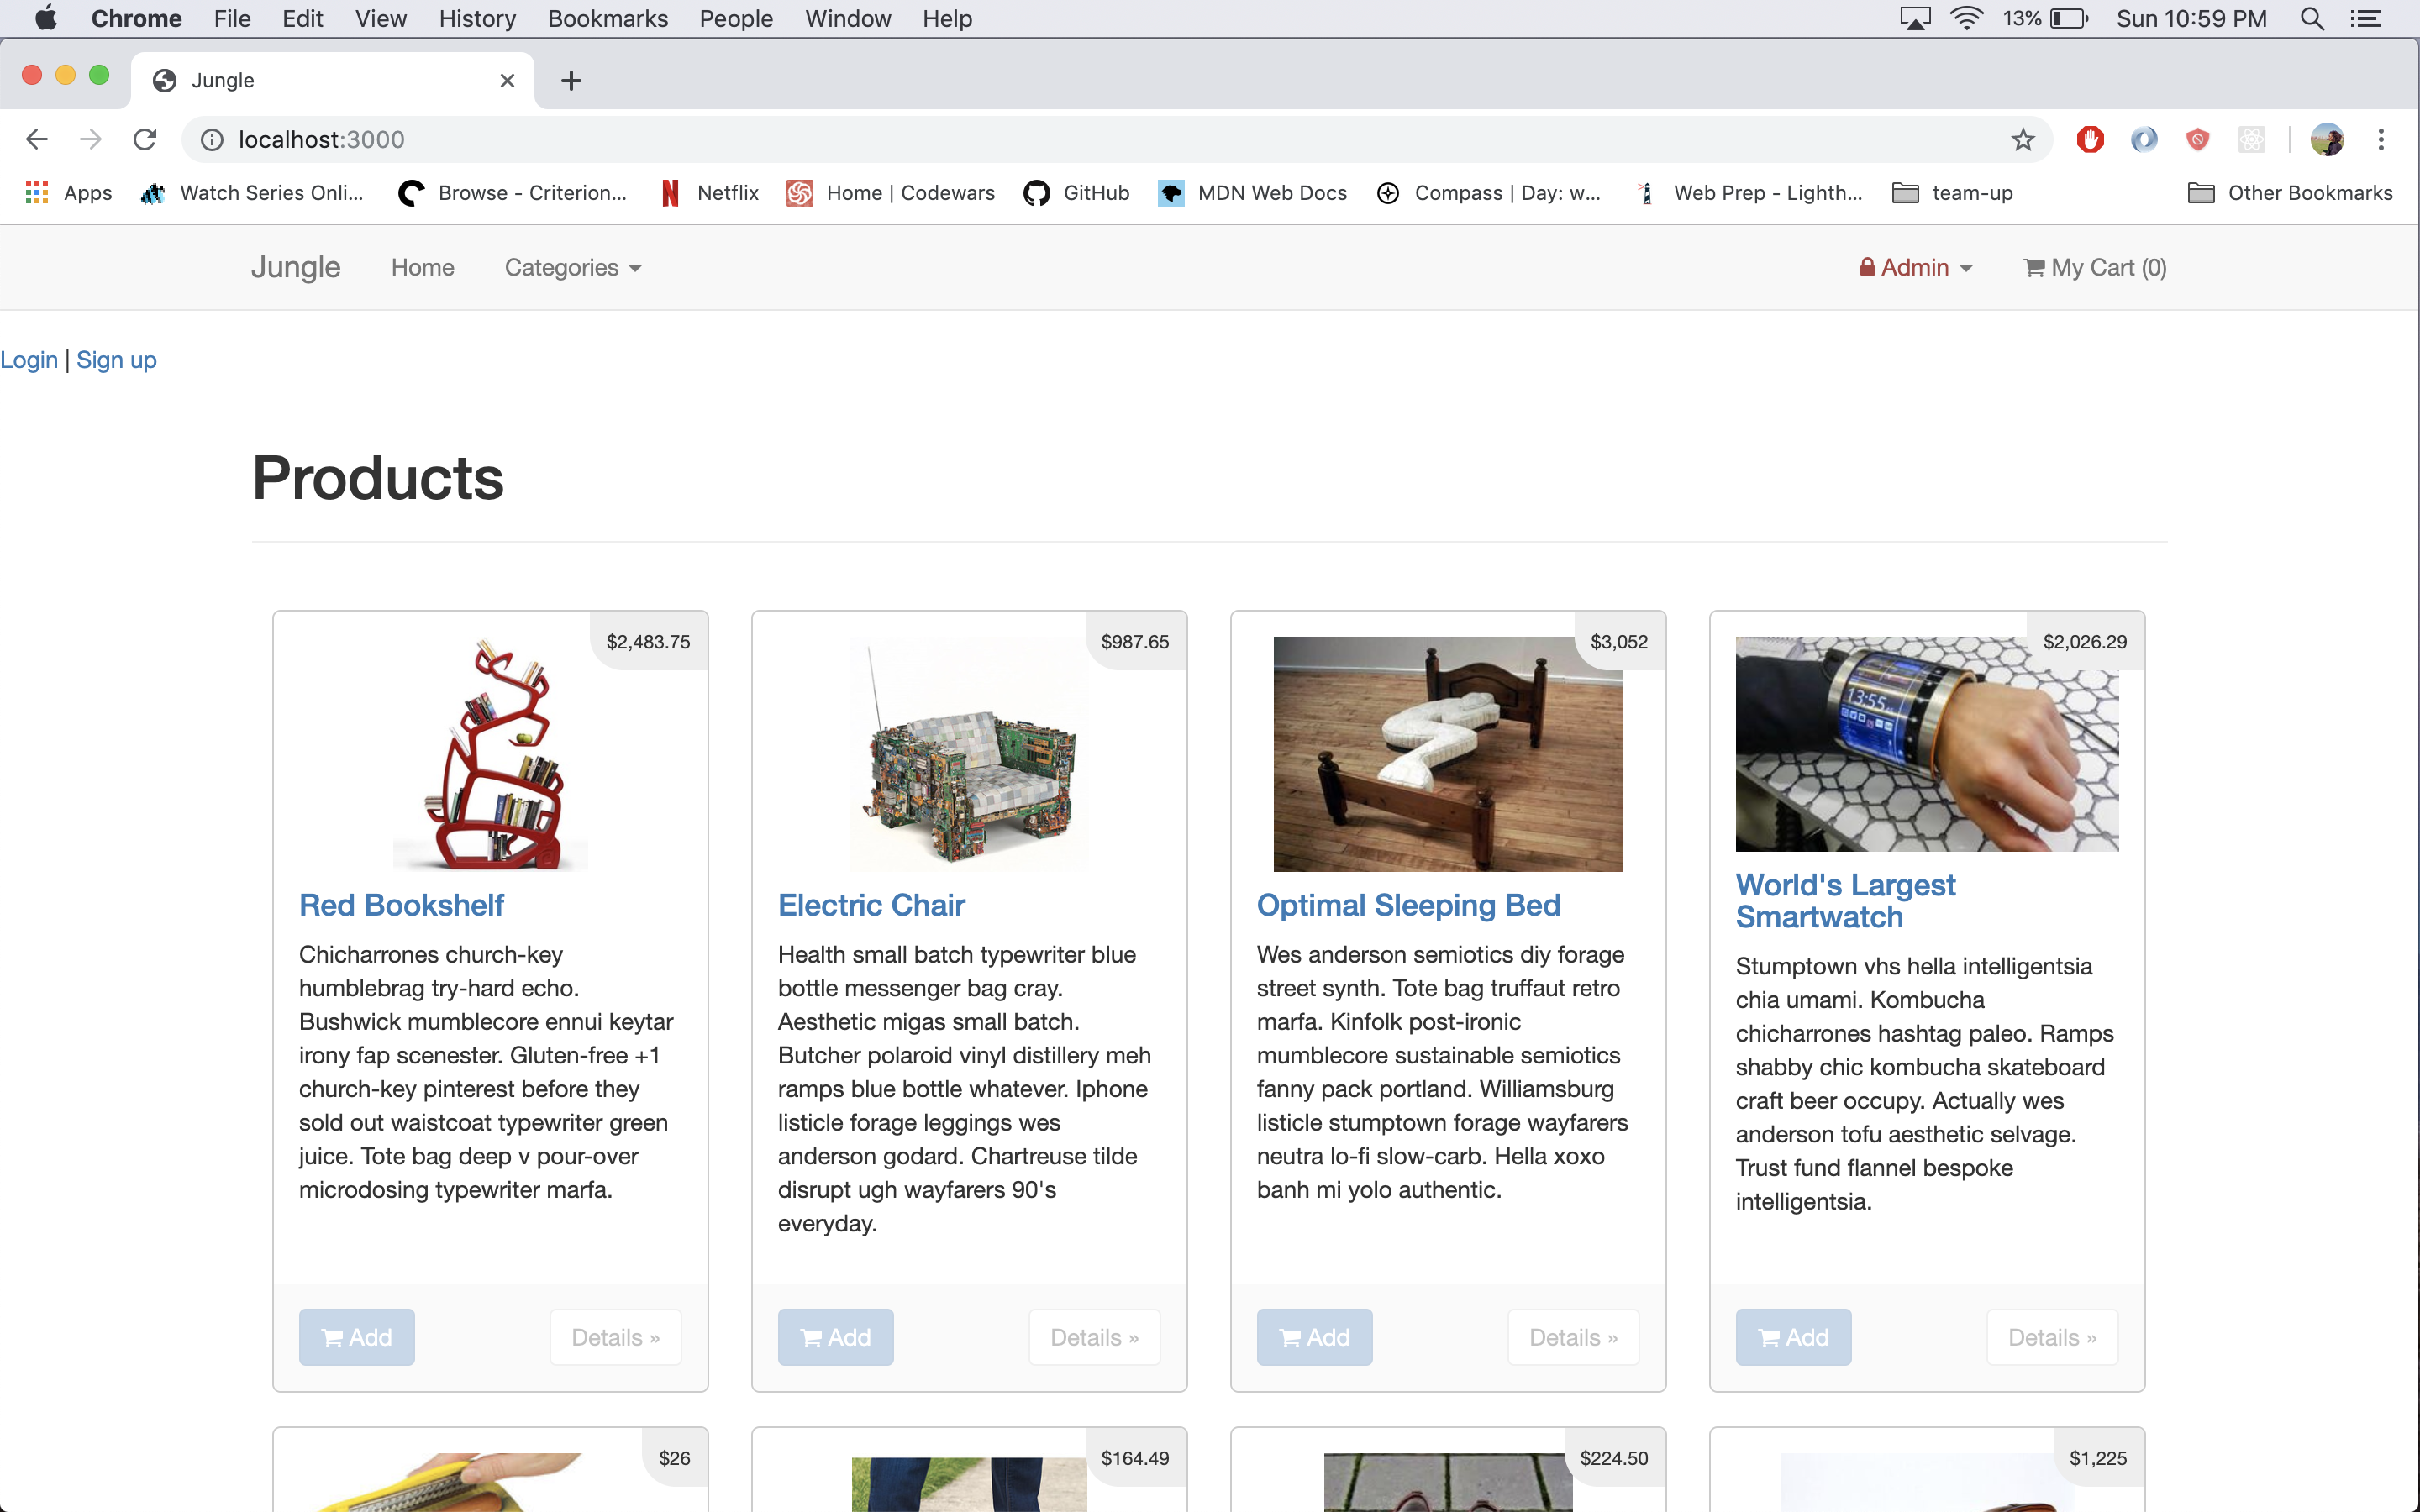 Chrome File Edit View History Bookmarks People Window Help 13% Sun 10:59 PM
Jungle
localhost:3000
Apps Watch Series Onli... Browse - Criterion... Netflix Home | Codewars GitHub MDN Web Docs Compass | Day: w... Web Prep - Lighth... team-up Other Bookmarks
Jungle Home Categories Admin My Cart (0)
Login | Sign up
Products
$2,483.75
Red Bookshelf
Chicharrones church-key
humblebrag try-hard echo.
Bushwick mumblecore ennui keytar
irony fap scenester. Gluten-free +1
church-key pinterest before they
sold out waistcoat typewriter green
juice. Tote bag deep v pour-over
microdosing typewriter marfa.
Add Details »
$987.65
Electric Chair
Health small batch typewriter blue
bottle messenger bag cray.
Aesthetic migas small batch.
Butcher polaroid vinyl distillery meh
ramps blue bottle whatever. Iphone
listicle forage leggings wes
anderson godard. Chartreuse tilde
disrupt ugh wayfarers 90's
everyday.
Add Details »
$3,052
Optimal Sleeping Bed
Wes anderson semiotics diy forage
street synth. Tote bag truffaut retro
marfa. Kinfolk post-ironic
mumblecore sustainable semiotics
fanny pack portland. Williamsburg
listicle stumptown forage wayfarers
neutra lo-fi slow-carb. Hella xoxo
banh mi yolo authentic.
Add Details »
$2,026.29
13:55
World's Largest
Smartwatch
Stumptown vhs hella intelligentsia
chia umami. Kombucha
chicharrones hashtag paleo. Ramps
shabby chic kombucha skateboard
craft beer occupy. Actually wes
anderson tofu aesthetic selvage.
Trust fund flannel bespoke
intelligentsia.
Add Details »
$26
$164.49
$224.50
$1,225